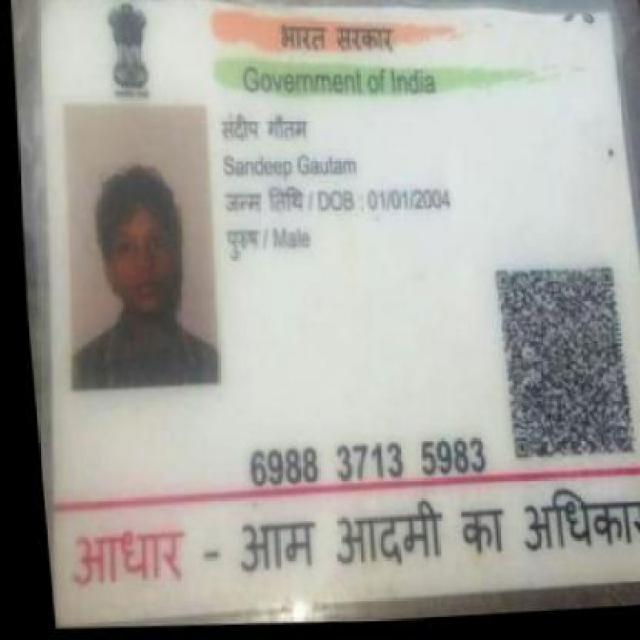 भारत सरकार
Government of India
संदीप गौतम
Sandeep Gautam
जन्म तिथि / DOB : 01/01/2004
पुरुष / Male
6988 3713 5983
आधार - आम आदमी का अधिकार